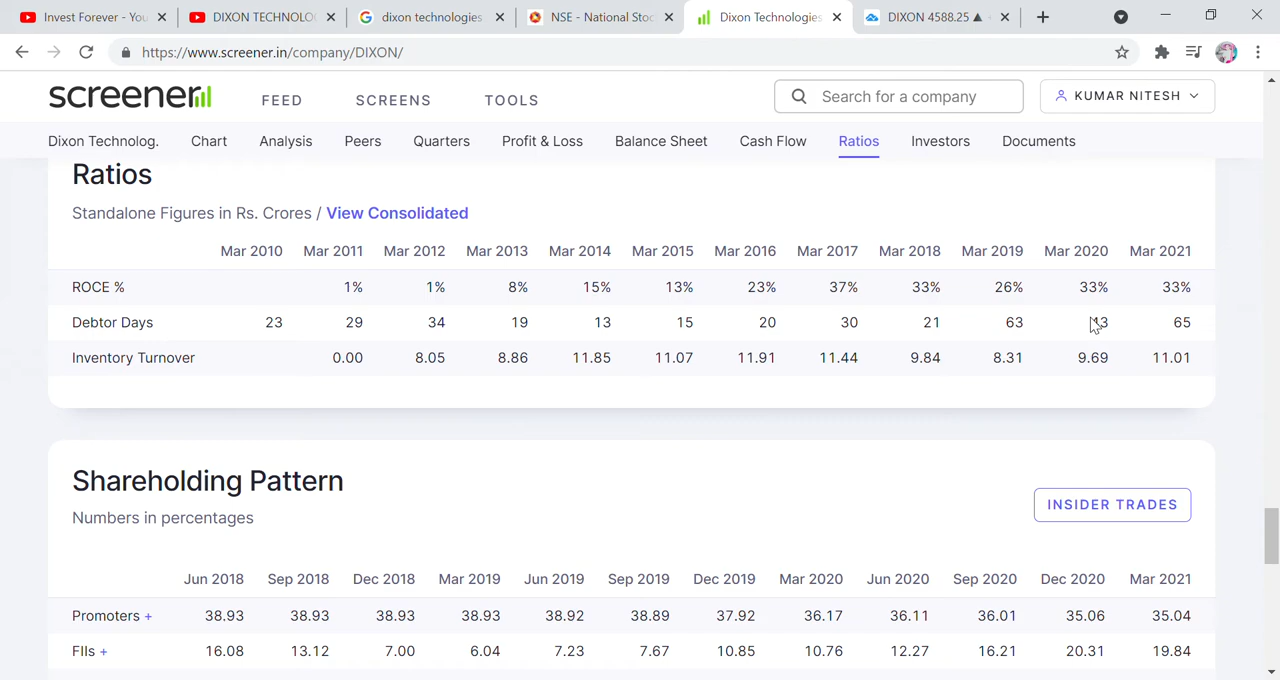 Invest Forever - You
DIXON TECHNOLO
dixon technologies
NSE - National Stoc
Dixon Technologies
DIXON 4588.25 ▲
https://www.screener.in/company/DIXON/
screener
FEED
SCREENS
TOOLS
Search for a company
KUMAR NITESH
Dixon Technolog. Chart Analysis Peers Quarters Profit & Loss Balance Sheet Cash Flow Ratios Investors Documents
Ratios
Standalone Figures in Rs. Crores / View Consolidated
Mar 2010 Mar 2011 Mar 2012 Mar 2013 Mar 2014 Mar 2015 Mar 2016 Mar 2017 Mar 2018 Mar 2019 Mar 2020 Mar 2021
ROCE % 1% 1% 8% 15% 13% 23% 37% 33% 26% 33% 33%
Debtor Days 23 29 34 19 13 15 20 30 21 63 65
Inventory Turnover 0.00 8.05 8.86 11.85 11.07 11.91 11.44 9.84 8.31 9.69 11.01
Shareholding Pattern
Numbers in percentages
INSIDER TRADES
Jun 2018 Sep 2018 Dec 2018 Mar 2019 Jun 2019 Sep 2019 Dec 2019 Mar 2020 Jun 2020 Sep 2020 Dec 2020 Mar 2021
Promoters + 38.93 38.93 38.93 38.93 38.92 38.89 37.92 36.17 36.11 36.01 35.06 35.04
FIIs + 16.08 13.12 7.00 6.04 7.23 7.67 10.85 10.76 12.27 16.21 20.31 19.84